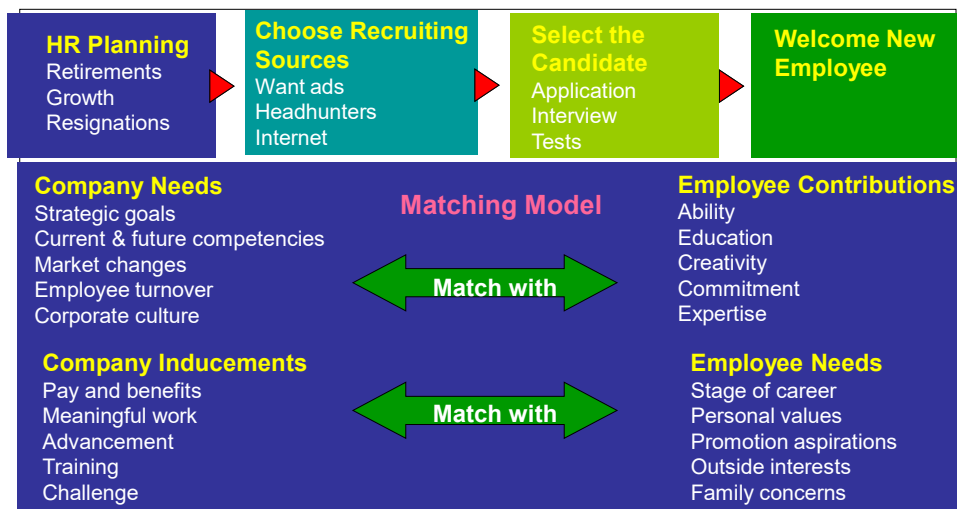 HR Planning
Retirements
Growth
Resignations
Choose Recruiting
Sources
Want ads
Headhunters
Internet
Select the
Candidate
Application
Interview
Tests
Welcome New
Employee
Company Needs
Strategic goals
Current & future competencies
Market changes
Employee turnover
Corporate culture
Matching Model
Match with
Employee Contributions
Ability
Education
Creativity
Commitment
Expertise
Company Inducements
Pay and benefits
Meaningful work
Advancement
Training
Challenge
Match with
Employee Needs
Stage of career
Personal values
Promotion aspirations
Outside interests
Family concerns